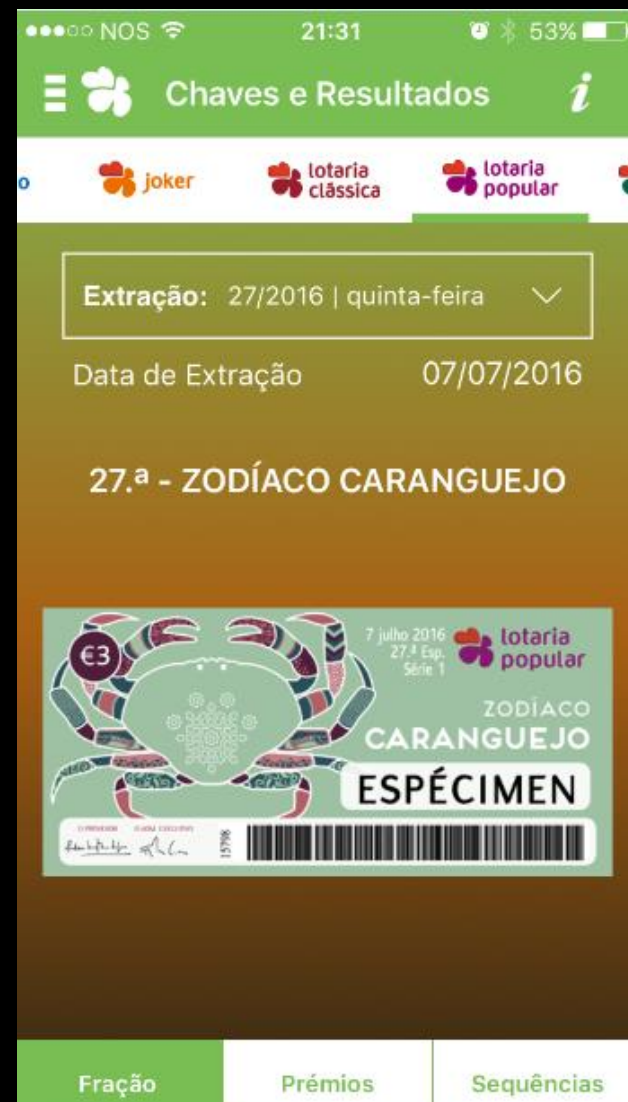 NOS 21:31 53%
Chaves e Resultados i
o joker lotaria clássica lotaria popular
Extração: 27/2016 | quinta-feira
Data de Extração 07/07/2016
27.ª - ZODÍACO CARANGUEJO
€3
7 julho 2016
27.ª Esp.
Série 1
lotaria
popular
ZODÍACO
CARANGUEJO
ESPÉCIMEN
15798
Fração Prémios Sequências